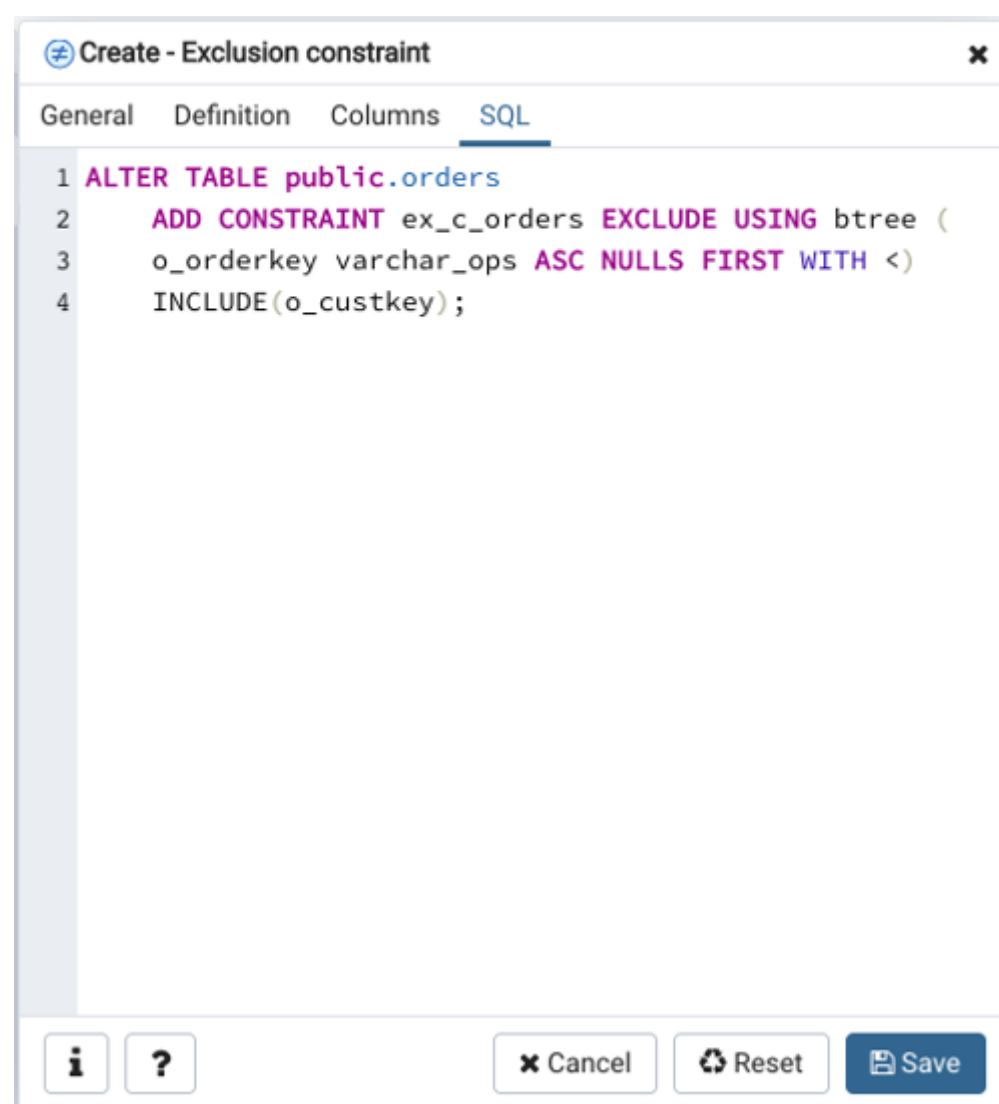 Create - Exclusion constraint
General Definition Columns SQL
1 ALTER TABLE public.orders
2 ADD CONSTRAINT ex_c_orders EXCLUDE USING btree (
3 o_orderkey varchar_ops ASC NULLS FIRST WITH <)
4 INCLUDE(o_custkey);
i ? Cancel Reset Save